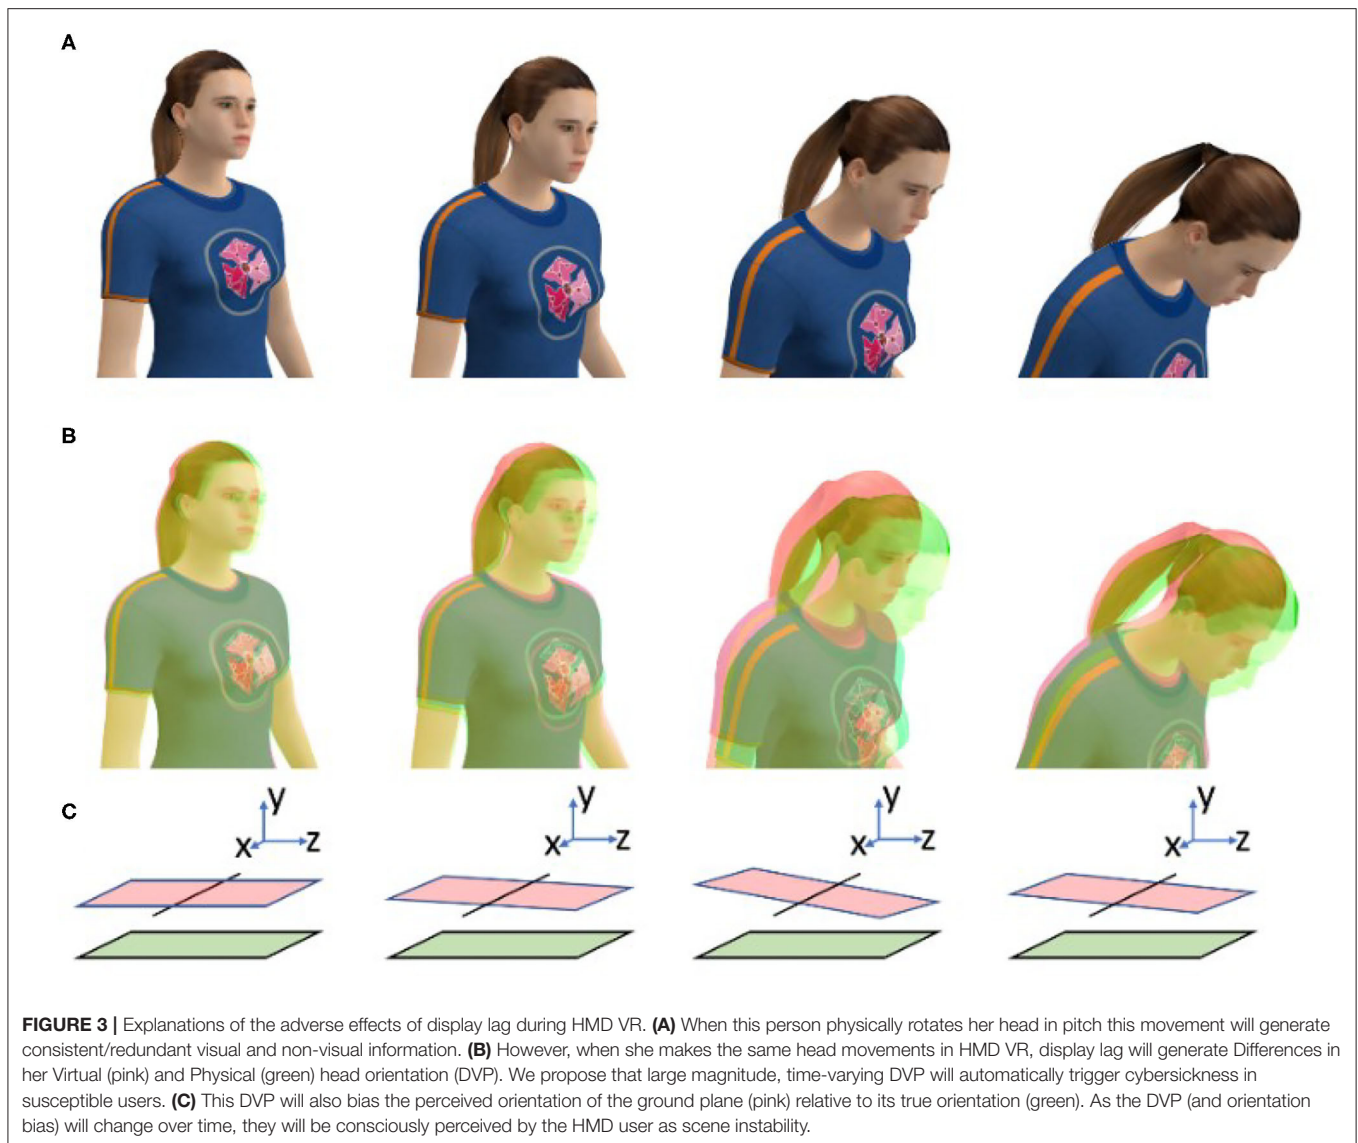 A
B
C
y
x
z
y
x
z
y
x
z
y
x
z
FIGURE 3 | Explanations of the adverse effects of display lag during HMD VR. (A) When this person physically rotates her head in pitch this movement will generate
consistent/redundant visual and non-visual information. (B) However, when she makes the same head movements in HMD VR, display lag will generate Differences in
her Virtual (pink) and Physical (green) head orientation (DVP). We propose that large magnitude, time-varying DVP will automatically trigger cybersickness in
susceptible users. (C) This DVP will also bias the perceived orientation of the ground plane (pink) relative to its true orientation (green). As the DVP (and orientation
bias) will change over time, they will be consciously perceived by the HMD user as scene instability.